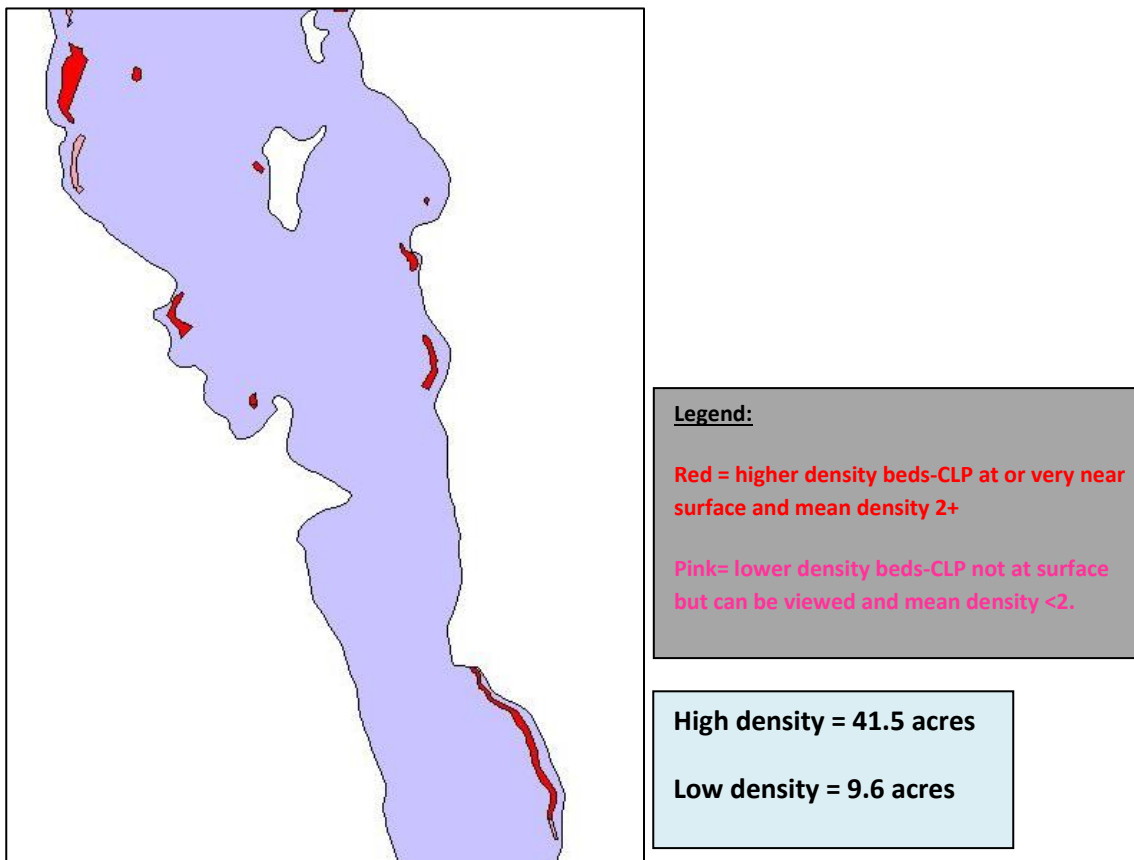 Legend:
Red = higher density beds-CLP at or very near
surface and mean density 2+
Pink= lower density beds-CLP not at surface
but can be viewed and mean density <2.
High density = 41.5 acres
Low density = 9.6 acres